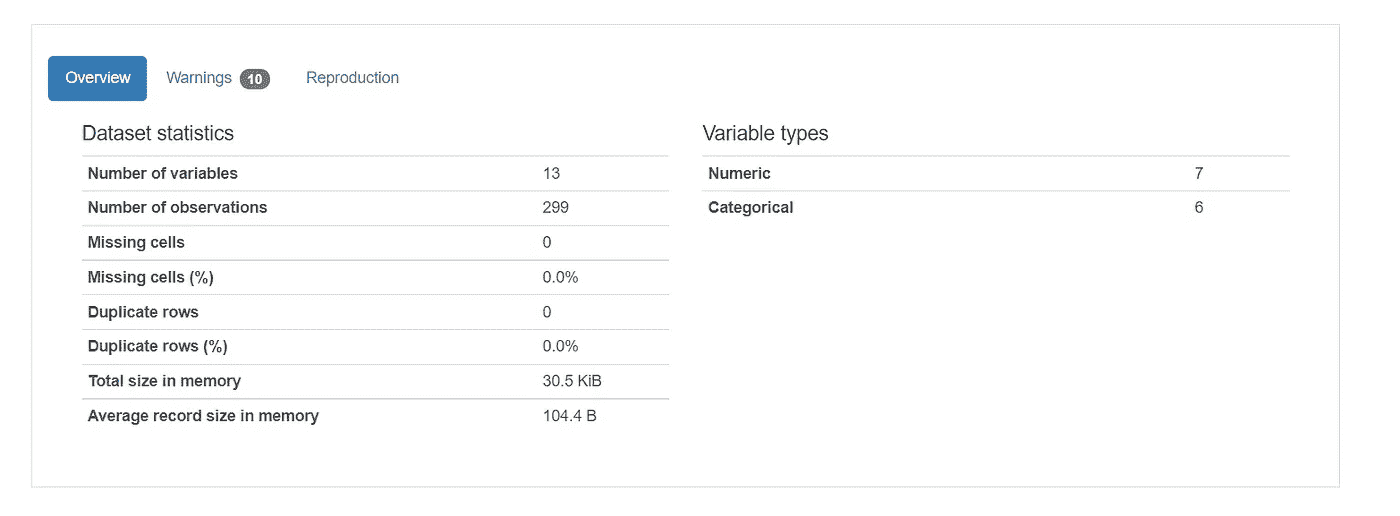 Overview Warnings 10 Reproduction
Dataset statistics
Number of variables 13
Number of observations 299
Missing cells 0
Missing cells (%) 0.0%
Duplicate rows 0
Duplicate rows (%) 0.0%
Total size in memory 30.5 KiB
Average record size in memory 104.4 B
Variable types
Numeric 7
Categorical 6